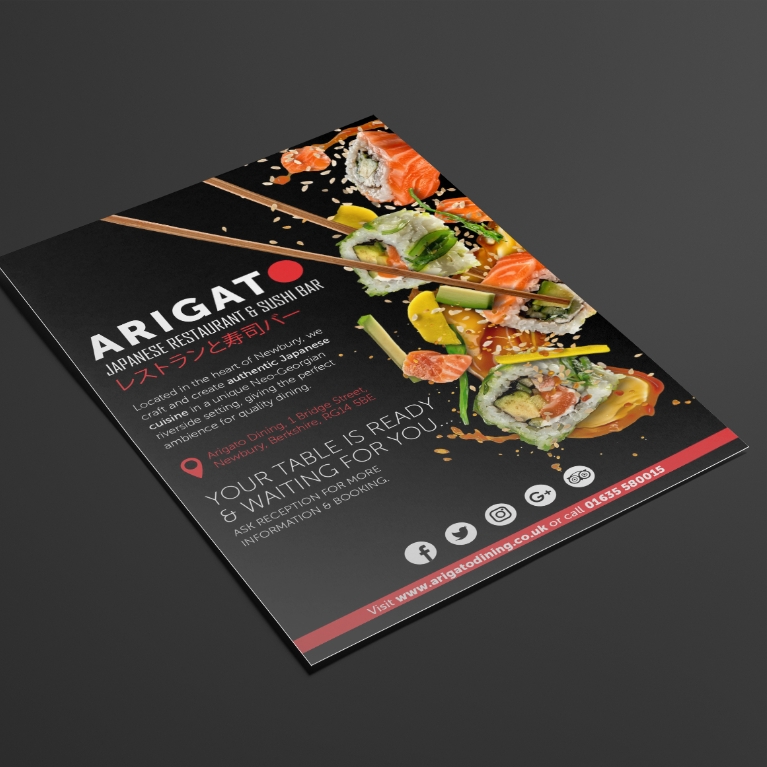 ARIGATO
JAPANESE RESTAURANT & SUSHI BAR
レストランと寿司バー
Located in the heart of Newbury, we
craft and create authentic Japanese
cuisine in a unique Neo-Georgian
riverside setting, giving the perfect
ambience for quality dining.
Arigato Dining, 1 Bridge Street,
Newbury, Berkshire, RG14 5BE
YOUR TABLE IS READY
& WAITING FOR YOU...
ASK RECEPTION FOR MORE
INFORMATION & BOOKING.
Visit www.arigatodining.co.uk or call 01635 580015